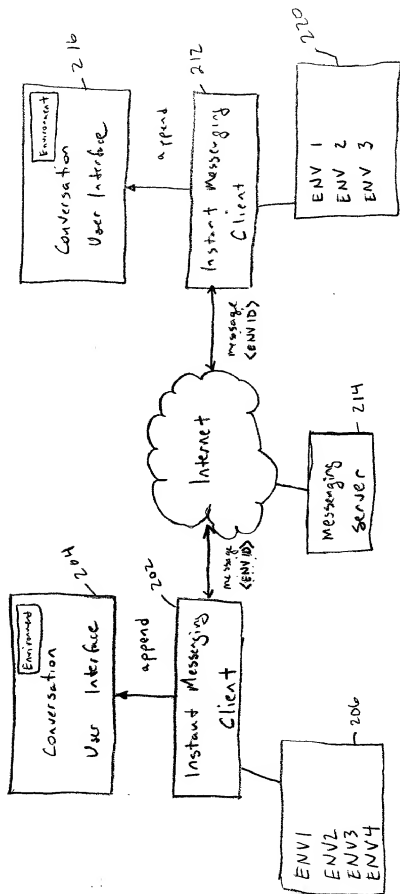 Environment
Conversation
User Interface
204
append
Instant Messaging
Client
202
message
<ENV ID>
ENV1
ENV2
ENV3
ENV4
206
Internet
Messaging
Server
214
Environment
Conversation
User Interface
216
append
Instant Messaging
Client
212
message
<ENV ID>
ENV 1
ENV 2
ENV 3
220